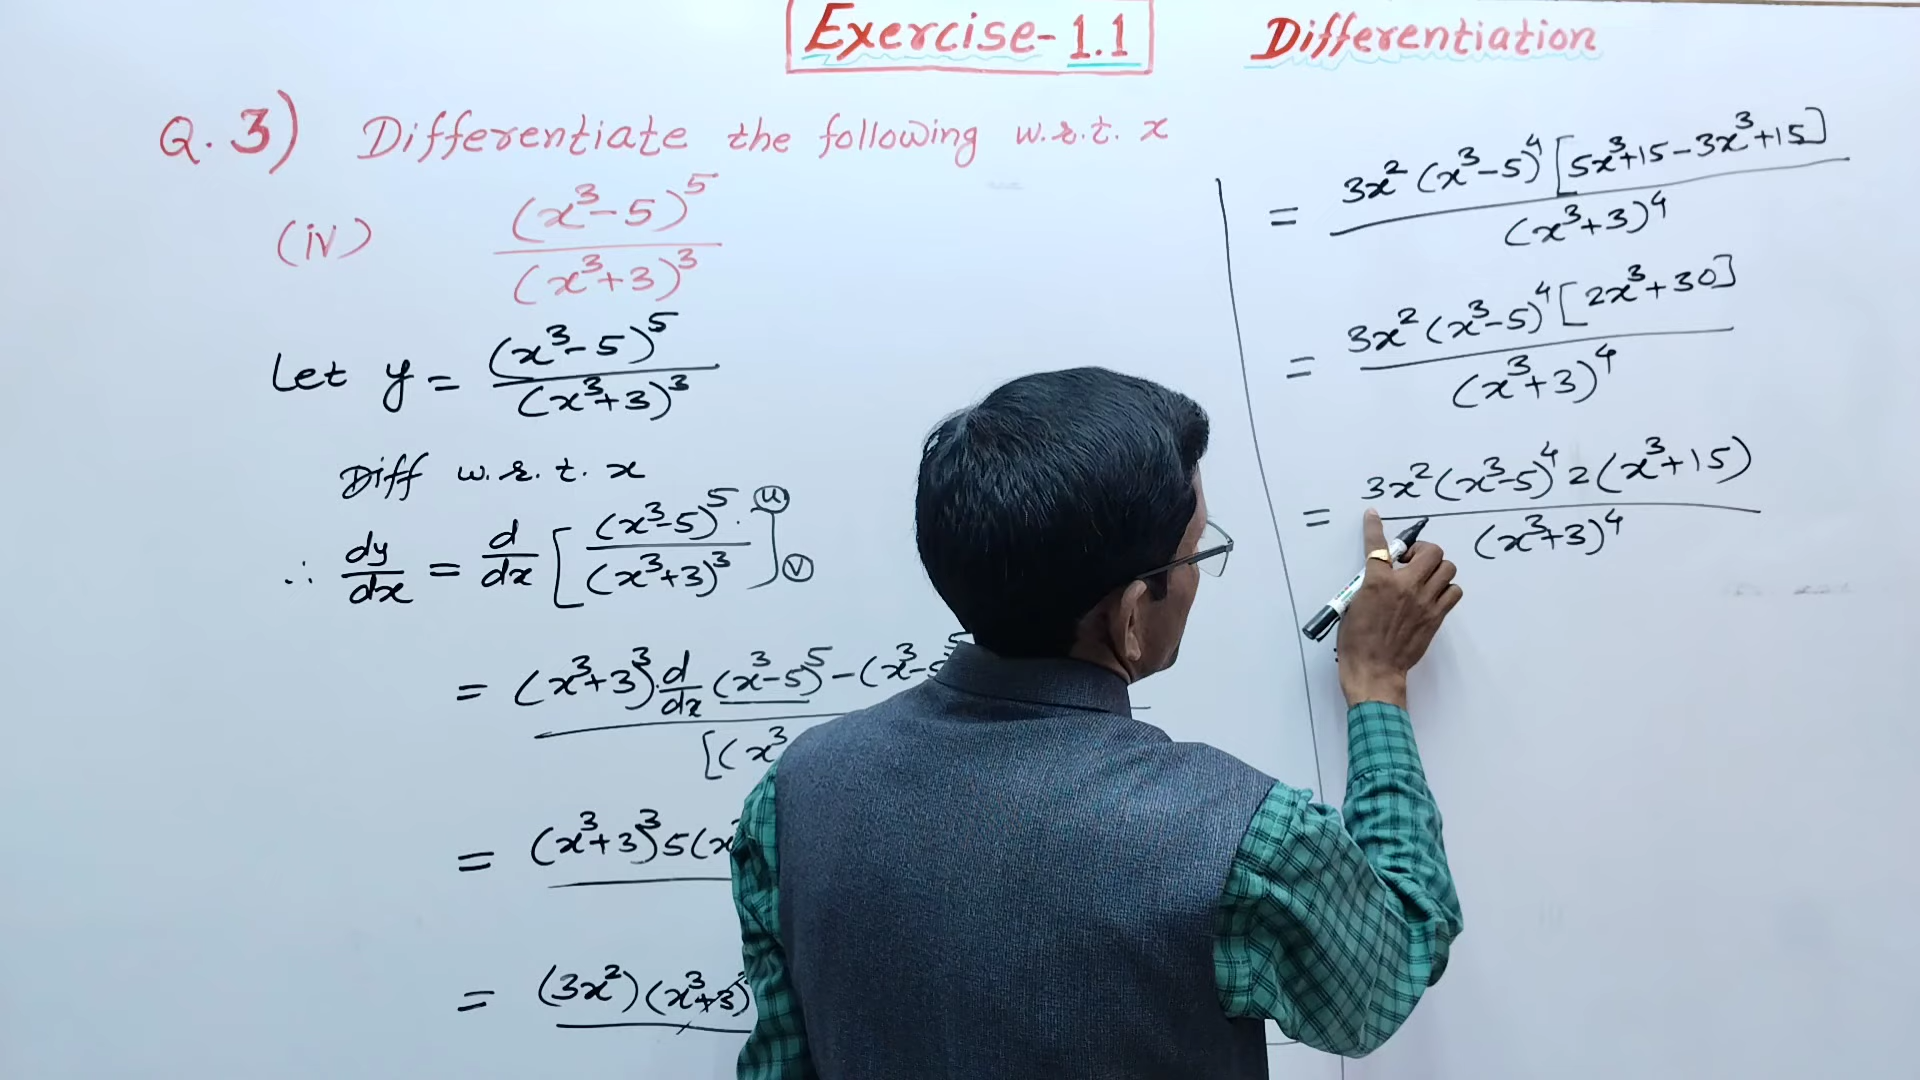 Exercise-1.1 Differentiation
Q.3) Differentiate the following w.r.t. x
(iv) (x³-5)⁵ / (x³+3)³
Let y = (x³-5)⁵ / (x³+3)³
Diff w.r.t. x
∴ dy/dx = d/dx [(x³-5)⁵ / (x³+3)³] u v
= (x³+3)³ · d/dx (x³-5)⁵ - (x³-5
[(x³
= (x³+3)³ 5(x
= (3x²)(x³+3)
= 3x² (x³-5)⁴ [5x³+15-3x³+15] / (x³+3)⁴
= 3x² (x³-5)⁴ [2x³+30] / (x³+3)⁴
= 3x² (x³-5)⁴ 2(x³+15) / (x³+3)⁴